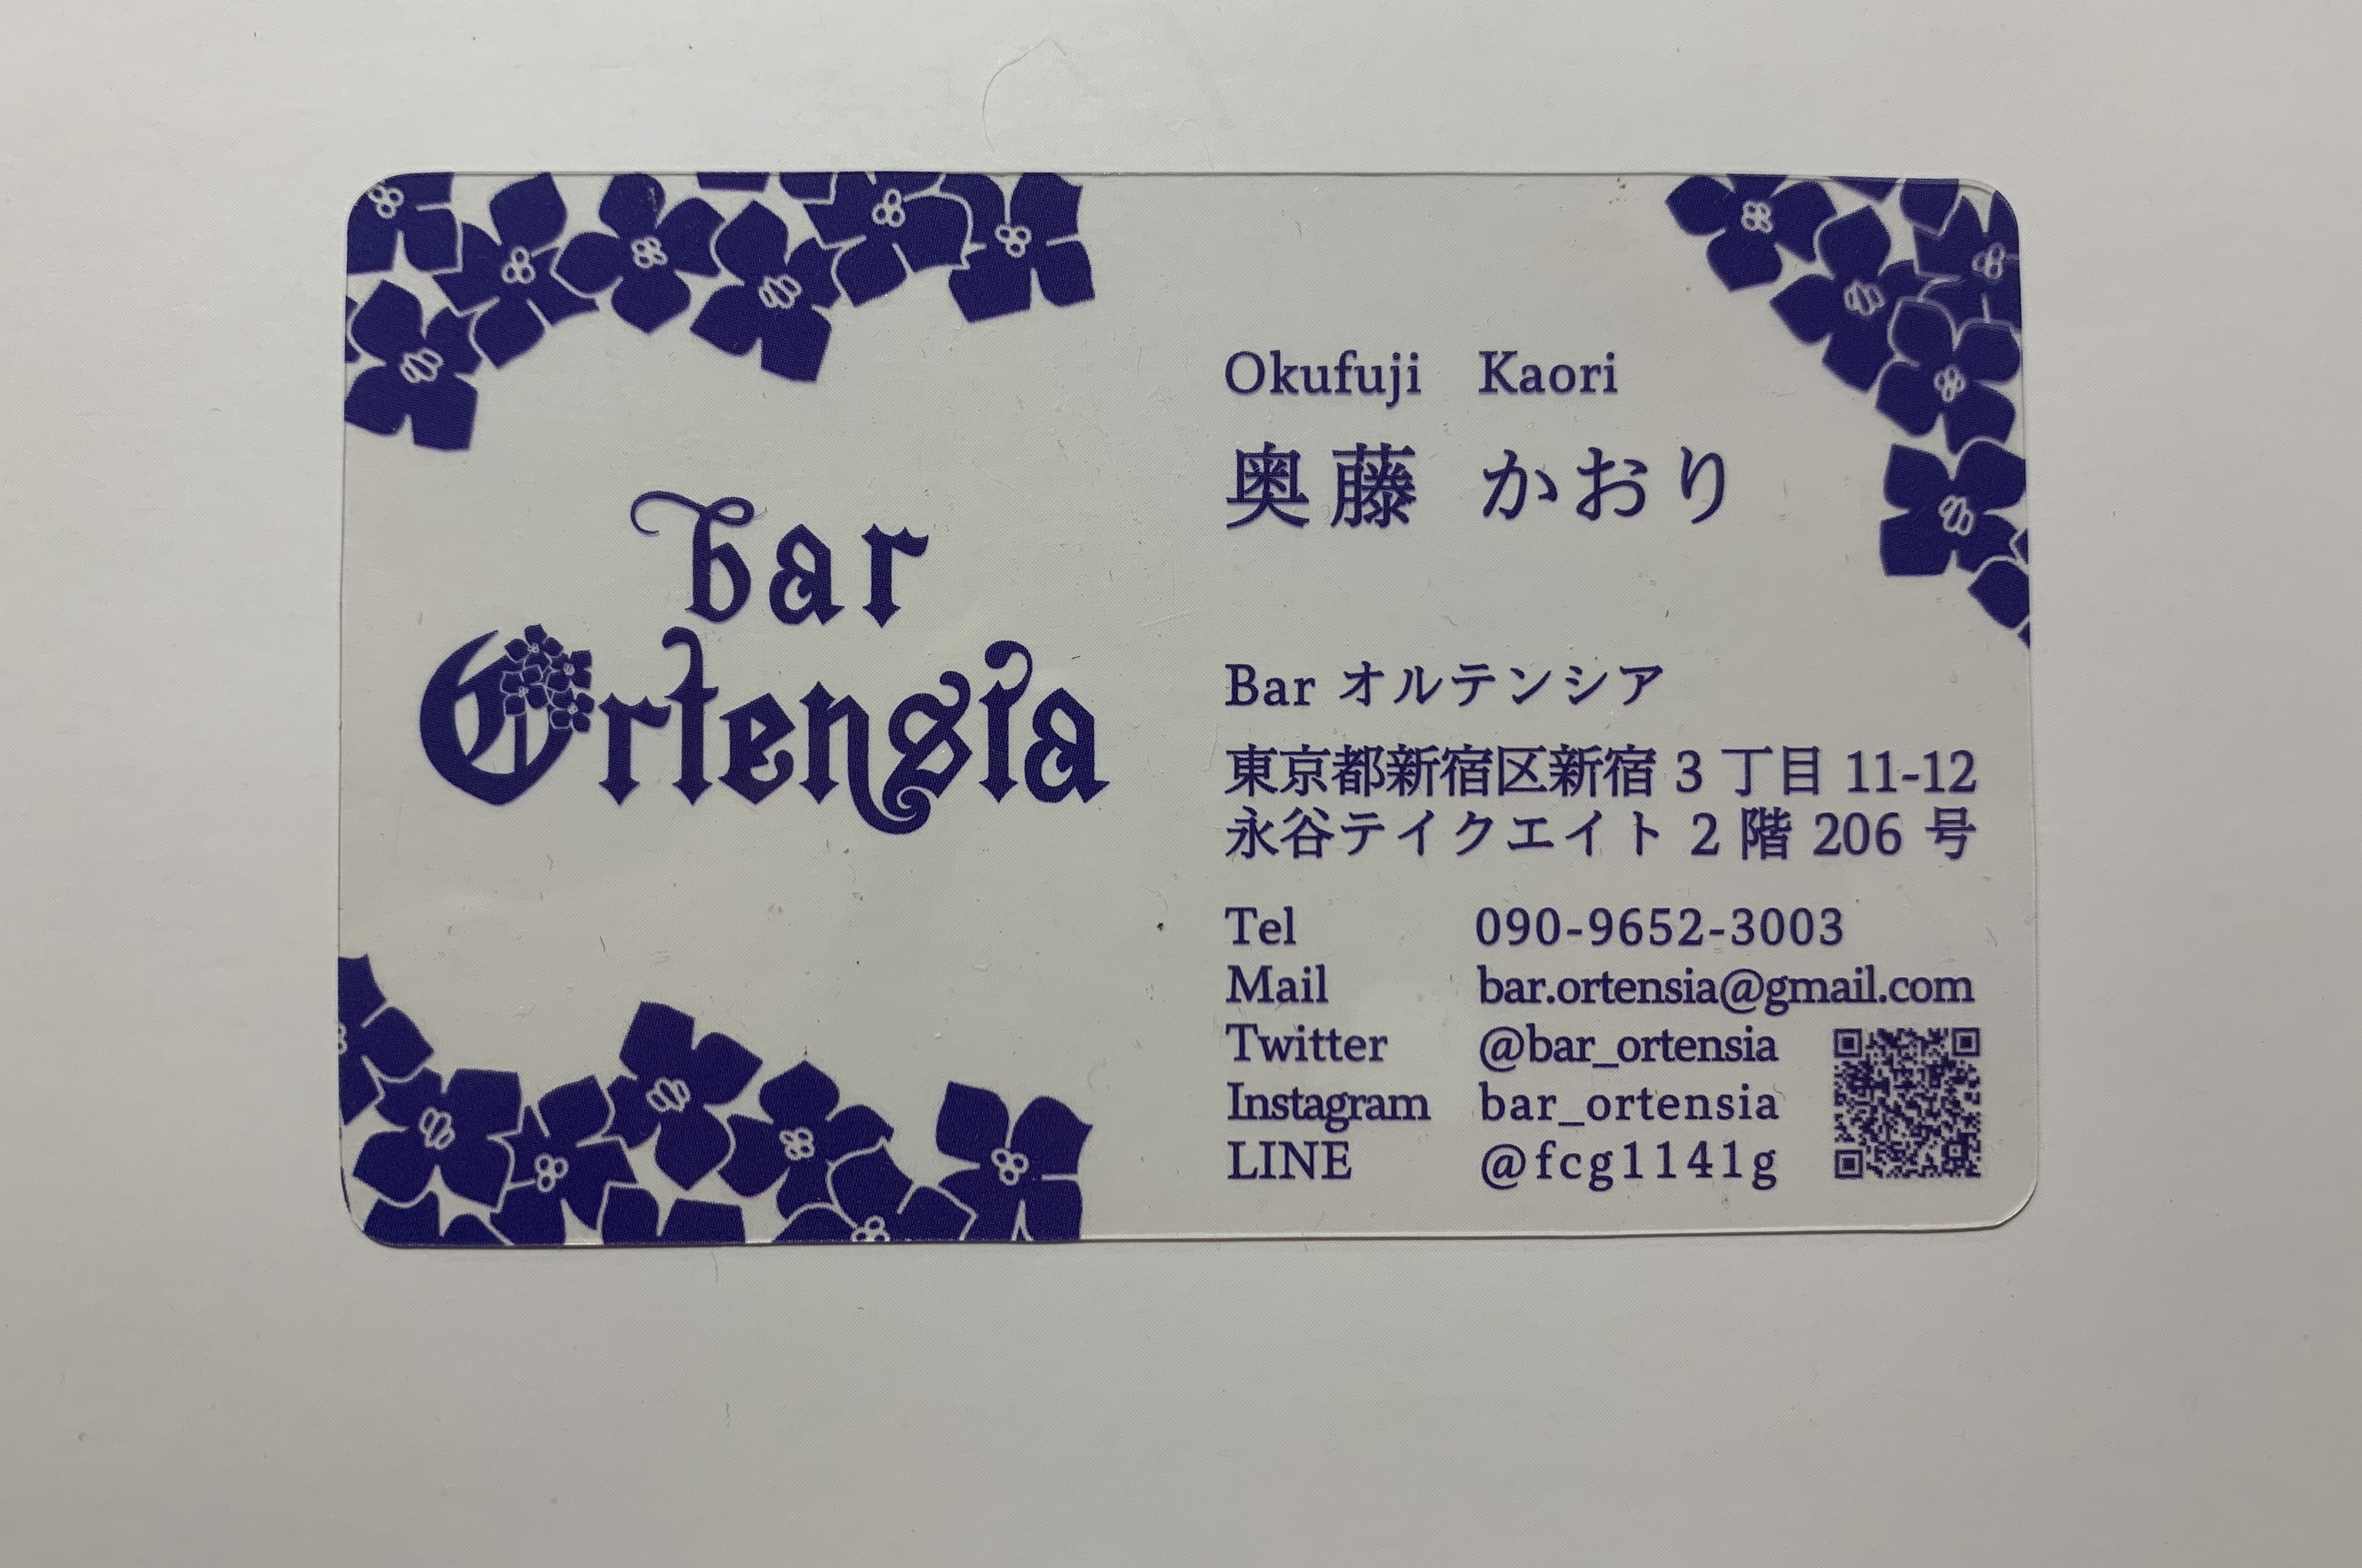 bar
Ortensia
Okufuji Kaori
奥藤 かおり
Bar オルテンシア
東京都新宿区新宿 3 丁目 11-12
永谷テイクエイト 2 階 206 号
Tel 090-9652-3003
Mail bar.ortensia@gmail.com
Twitter @bar_ortensia
Instagram bar_ortensia
LINE @fcg1141g